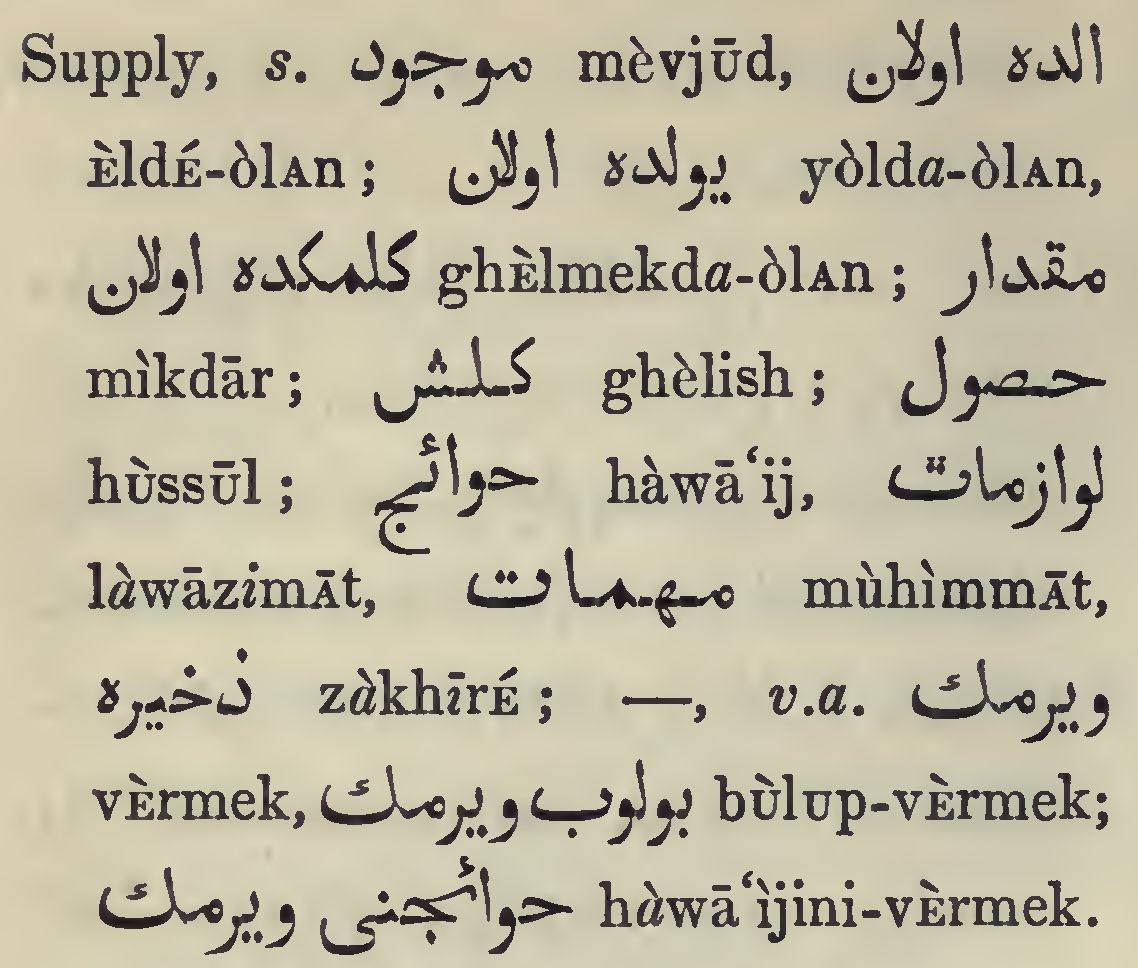 Supply, s. موجود mèvjūd, الده اولان
ÈldÉ-òlAn ; يولده اولان yòlda-òlAn,
كلمكده اولان ghÈlmekda-òlAn ; مقدار
mìkdār ; كلش ghèlish ; حصول
hùssūl ; حوائج hàwā‘ij, لوازمات
làwāzimĀt, مهمات mùhìmmĀt,
ذخيره zàkhīrÉ ; —, v.a. ويرمك
vÈrmek, بولوب ويرمك bùlup-vÈrmek;
حوائجنى ويرمك hàwā‘ìjini-vÈrmek.